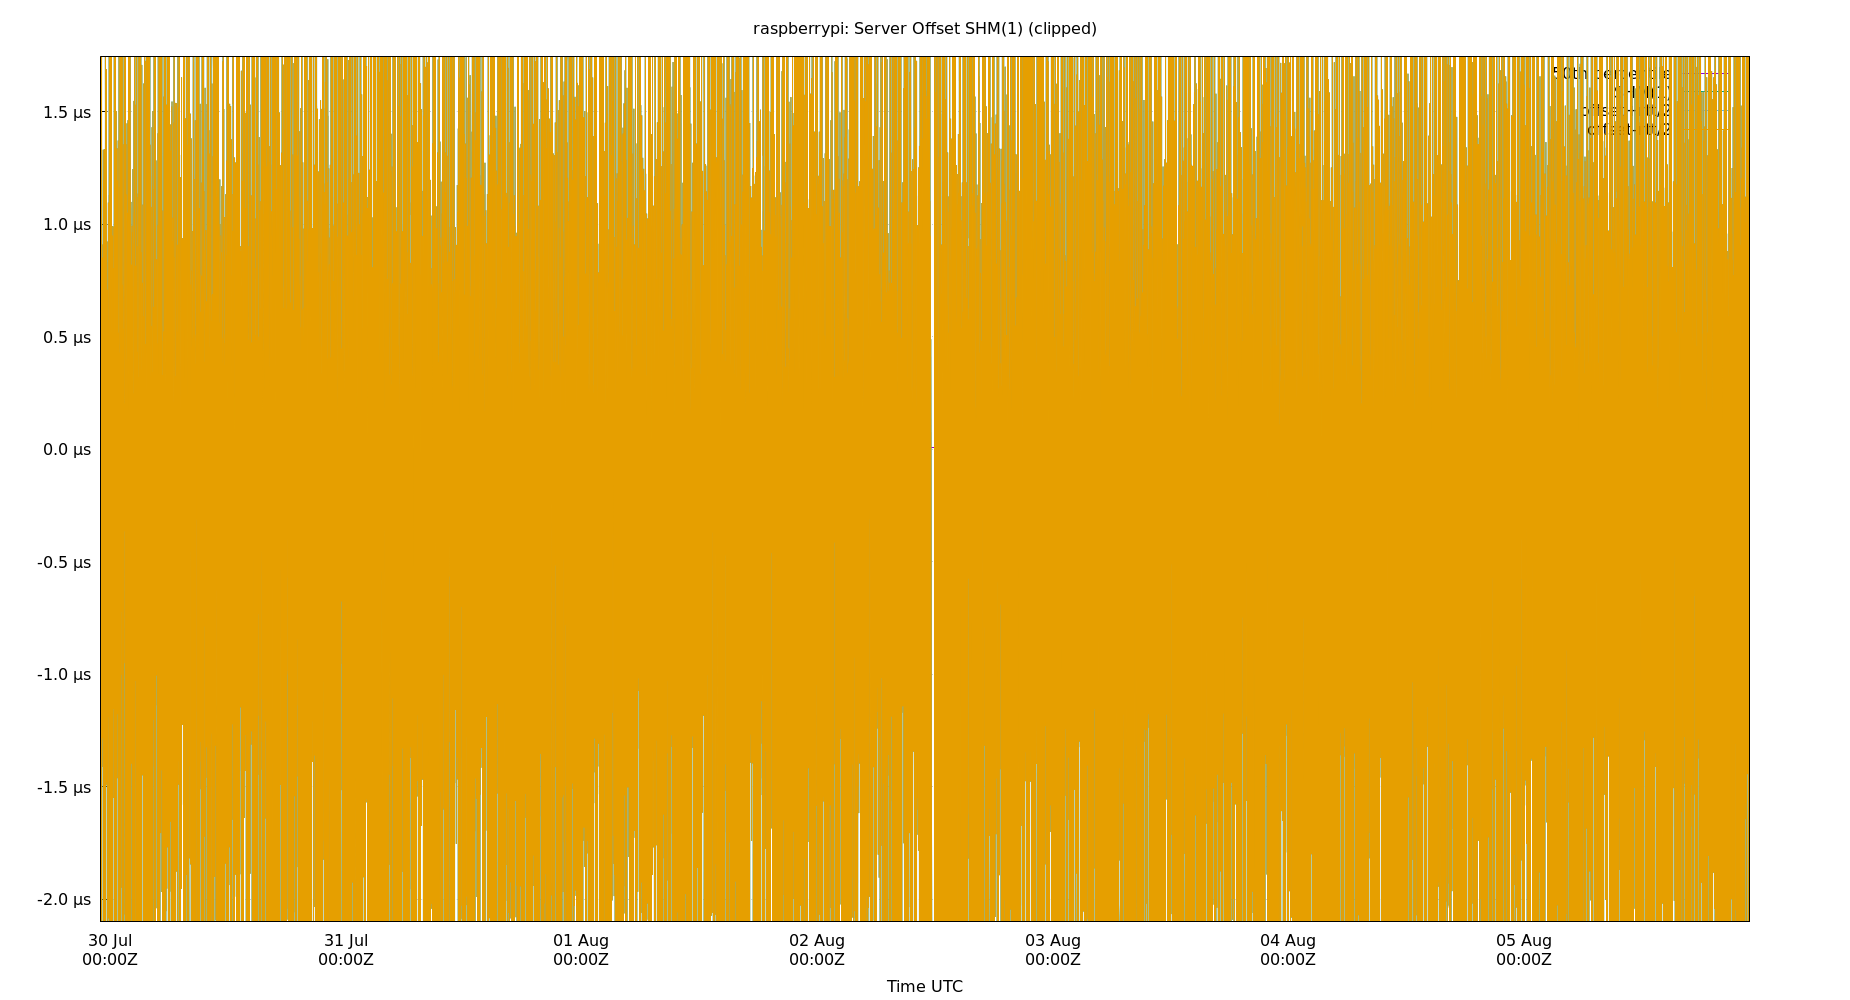 raspberrypi: Server Offset SHM(1) (clipped)
1.5 µs
1.0 µs
0.5 µs
0.0 µs
-0.5 µs
-1.0 µs
-1.5 µs
-2.0 µs
30 Jul 31 Jul 01 Aug 02 Aug 03 Aug 04 Aug 05 Aug
00:00Z 00:00Z 00:00Z 00:00Z 00:00Z 00:00Z 00:00Z
Time UTC